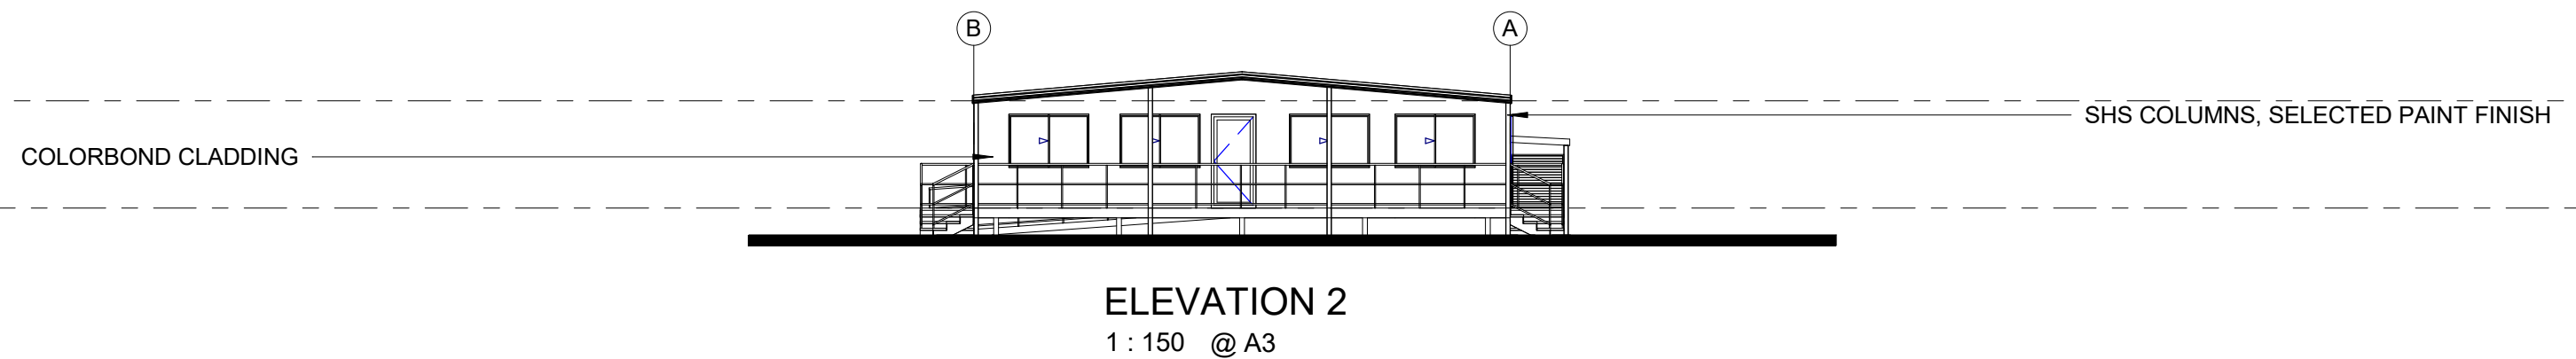 B
A
SHS COLUMNS, SELECTED PAINT FINISH
COLORBOND CLADDING
ELEVATION 2
1 : 150 @ A3